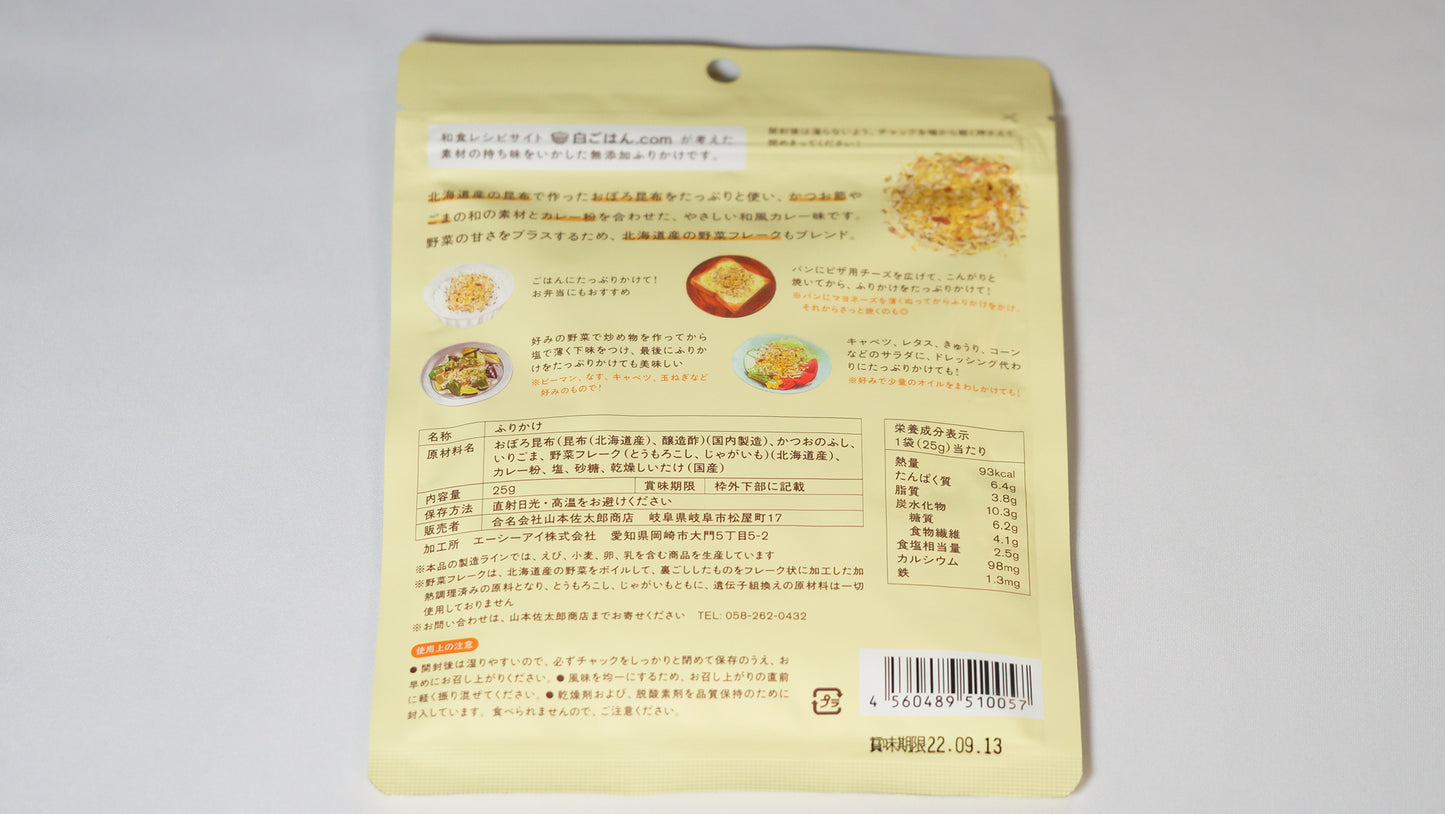 和食レシピサイト 白ごはん.com が考えた
素材の持ち味をいかした無添加ふりかけです。
開封後は湿らないよう、チャックを端から軽く押さえて
閉めきってください!
北海道産の昆布で作ったおぼろ昆布をたっぷりと使い、かつお節や
ごまの和の素材とカレー粉を合わせた、やさしい和風カレー味です。
野菜の甘さをプラスするため、北海道産の野菜フレークもブレンド。
ごはんにたっぷりかけて!
お弁当にもおすすめ
パンにピザ用チーズを広げて、こんがりと
焼いてから、ふりかけをたっぷりかけて!
※パンにマヨネーズを薄くぬってからふりかけをかけ、
それからさっと焼くのも◎
好みの野菜で炒め物を作ってから
塩で薄く下味をつけ、最後にふりか
けをたっぷりかけても美味しい
※ピーマン、なす、キャベツ、玉ねぎなど
好みのもので!
キャベツ、レタス、きゅうり、コーン
などのサラダに、ドレッシング代わ
りにたっぷりかけても!
※好みで少量のオイルをまわしかけても!
名称 ふりかけ
原材料名 おぼろ昆布(昆布(北海道産)、醸造酢)(国内製造)、かつおのふし、
いりごま、野菜フレーク(とうもろこし、じゃがいも)(北海道産)、
カレー粉、塩、砂糖、乾燥しいたけ(国産)
内容量 25g 賞味期限 枠外下部に記載
保存方法 直射日光・高温をお避けください
販売者 合名会社山本佐太郎商店 岐阜県岐阜市松屋町17
加工所 エーシーアイ株式会社 愛知県岡崎市大門5丁目5-2
※本品の製造ラインでは、えび、小麦、卵、乳を含む商品を生産しています
※野菜フレークは、北海道産の野菜をボイルして、裏ごししたものをフレーク状に加工した加
熱調理済みの原料となり、とうもろこし、じゃがいもともに、遺伝子組換えの原材料は一切
使用しておりません
※お問い合わせは、山本佐太郎商店までお寄せください TEL: 058-262-0432
栄養成分表示
1袋(25g)当たり
熱量 93kcal
たんぱく質 6.4g
脂質 3.8g
炭水化物 10.3g
糖質 6.2g
食物繊維 4.1g
食塩相当量 2.5g
カルシウム 98mg
鉄 1.3mg
使用上の注意
●開封後は湿りやすいので、必ずチャックをしっかりと閉めて保存のうえ、お
早めにお召し上がりください。●風味を均一にするため、お召し上がりの直前
に軽く振り混ぜてください。●乾燥剤および、脱酸素剤を品質保持のために
封入しています。食べられませんので、ご注意ください。
プラ
4 560489 510057
賞味期限22.09.13